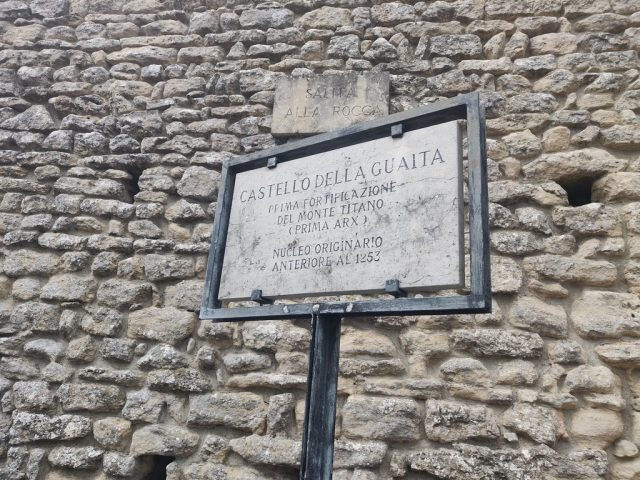 SALITA
ALLA ROCCA
CASTELLO DELLA GUAITA
PRIMA FORTIFICAZIONE
DEL MONTE TITANO
(PRIMA ARX)
NUCLEO ORIGINARIO
ANTERIORE AL 1253